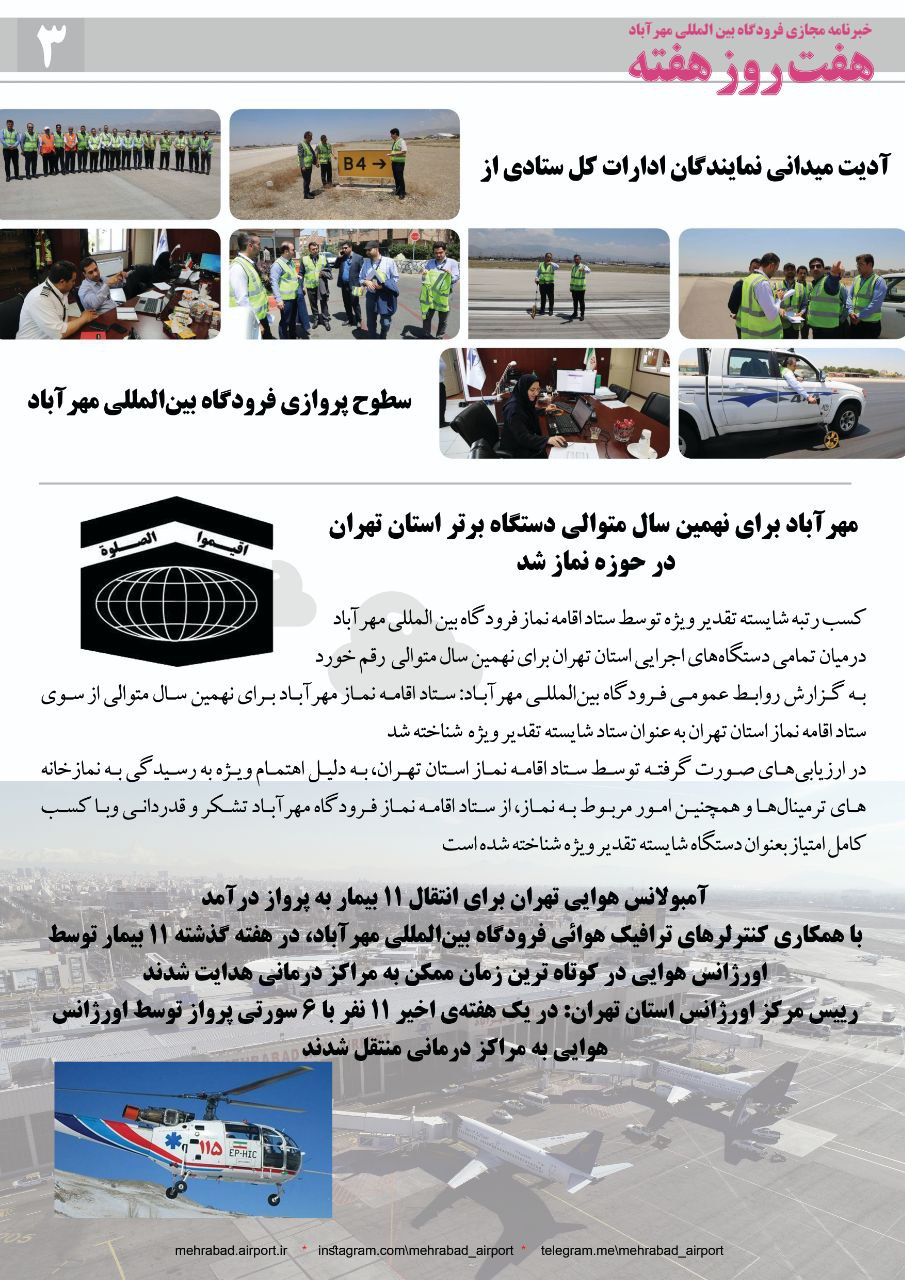 خبرنامه مجازی فرودگاه بین المللی مهرآباد
هفت روز هفته
۳
آدیت میدانی نمایندگان ادارات کل ستادی از
B4 →
سطوح پروازی فرودگاه بین‌المللی مهرآباد
مهرآباد برای نهمین سال متوالی دستگاه برتر استان تهران
در حوزه نماز شد
اقیموا الصلوة
کسب رتبه شایسته تقدیر ویژه توسط ستاد اقامه نماز فرودگاه بین المللی مهرآباد
درمیان تمامی دستگاه‌های اجرایی استان تهران برای نهمین سال متوالی رقم خورد
به گزارش روابط عمومی فرودگاه بین‌المللی مهرآباد: ستاد اقامه نماز مهرآباد برای نهمین سال متوالی از سوی
ستاد اقامه نماز استان تهران به عنوان ستاد شایسته تقدیر ویژه شناخته شد
در ارزیابی‌های صورت گرفته توسط ستاد اقامه نماز استان تهران، به دلیل اهتمام ویژه به رسیدگی به نمازخانه
های ترمینال‌ها و همچنین امور مربوط به نماز، از ستاد اقامه نماز فرودگاه مهرآباد تشکر و قدردانی وبا کسب
کامل امتیاز بعنوان دستگاه شایسته تقدیر ویژه شناخته شده است
آمبولانس هوایی تهران برای انتقال ۱۱ بیمار به پرواز درآمد
با همکاری کنترلرهای ترافیک هوائی فرودگاه بین‌المللی مهرآباد، در هفته گذشته ۱۱ بیمار توسط
اورژانس هوایی در کوتاه ترین زمان ممکن به مراکز درمانی هدایت شدند
رییس مرکز اورژانس استان تهران: در یک هفته‌ی اخیر ۱۱ نفر با ۶ سورتی پرواز توسط اورژانس
هوایی به مراکز درمانی منتقل شدند
۱۱۵
EP-HIC
mehrabad.airport.ir * instagram.com\mehrabad_airport * telegram.me\mehrabad_airport